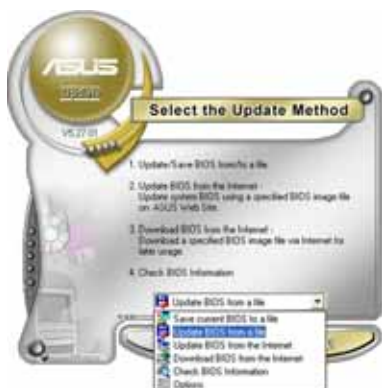 ASUS
Update
V6.27.01
Select the Update Method
1. Update/Save BIOS from/to a file
2. Update BIOS from the Internet -
Update system BIOS using a specified BIOS image file
on ASUS Web Site.
3. Download BIOS from the Internet -
Download a specified BIOS image file via Internet for
later usage.
4. Check BIOS Information
Update BIOS from a file
Save current BIOS to a file
Update BIOS from a file
Update BIOS from the Internet
Download BIOS from the Internet
Check BIOS Information
Options